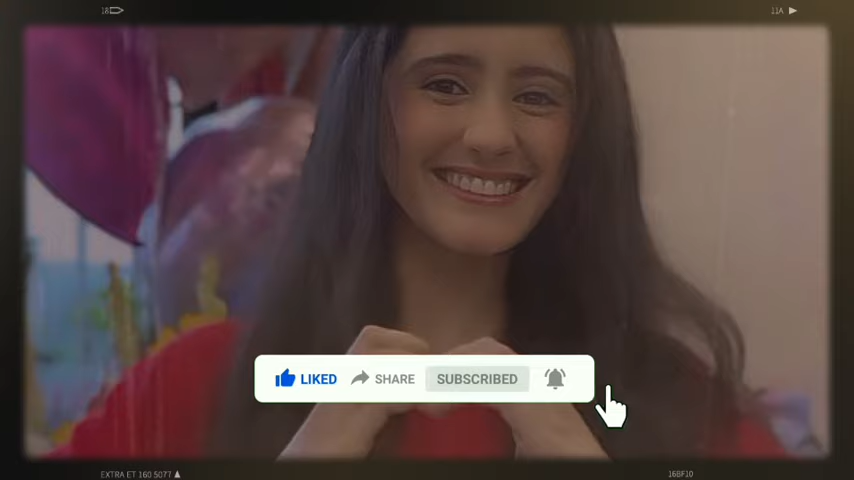 18
11A
LIKED SHARE SUBSCRIBED
EXTRA ET 160 5077
16BF10